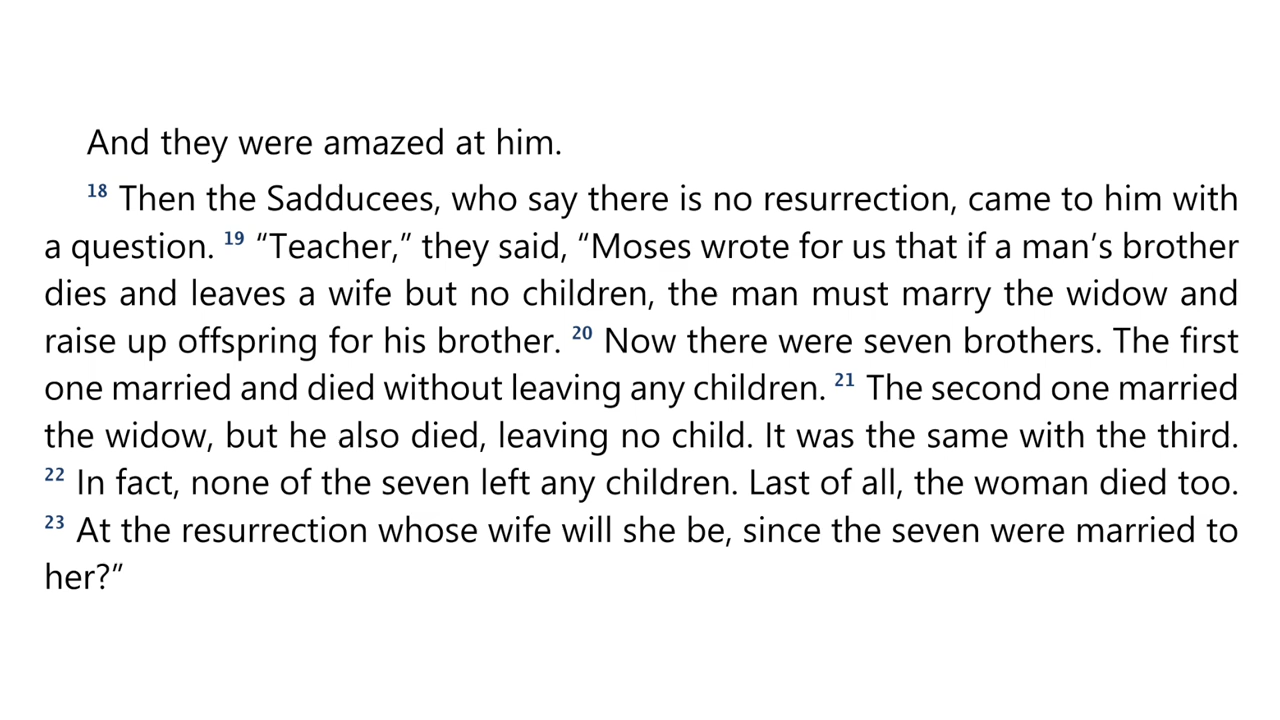 And they were amazed at him.
18 Then the Sadducees, who say there is no resurrection, came to him with
a question. 19 “Teacher,” they said, “Moses wrote for us that if a man’s brother
dies and leaves a wife but no children, the man must marry the widow and
raise up offspring for his brother. 20 Now there were seven brothers. The first
one married and died without leaving any children. 21 The second one married
the widow, but he also died, leaving no child. It was the same with the third.
22 In fact, none of the seven left any children. Last of all, the woman died too.
23 At the resurrection whose wife will she be, since the seven were married to
her?”